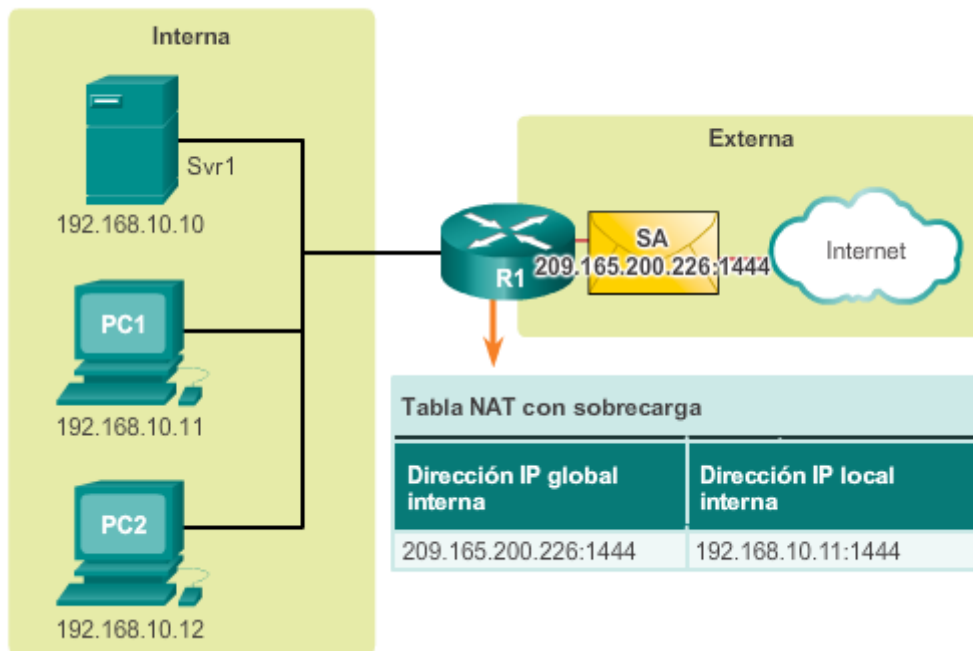 Interna
Svr1
192.168.10.10
PC1
192.168.10.11
PC2
192.168.10.12
Externa
R1
SA
209.165.200.226:1444
Internet
Tabla NAT con sobrecarga
Dirección IP global
interna
Dirección IP local
interna
209.165.200.226:1444
192.168.10.11:1444